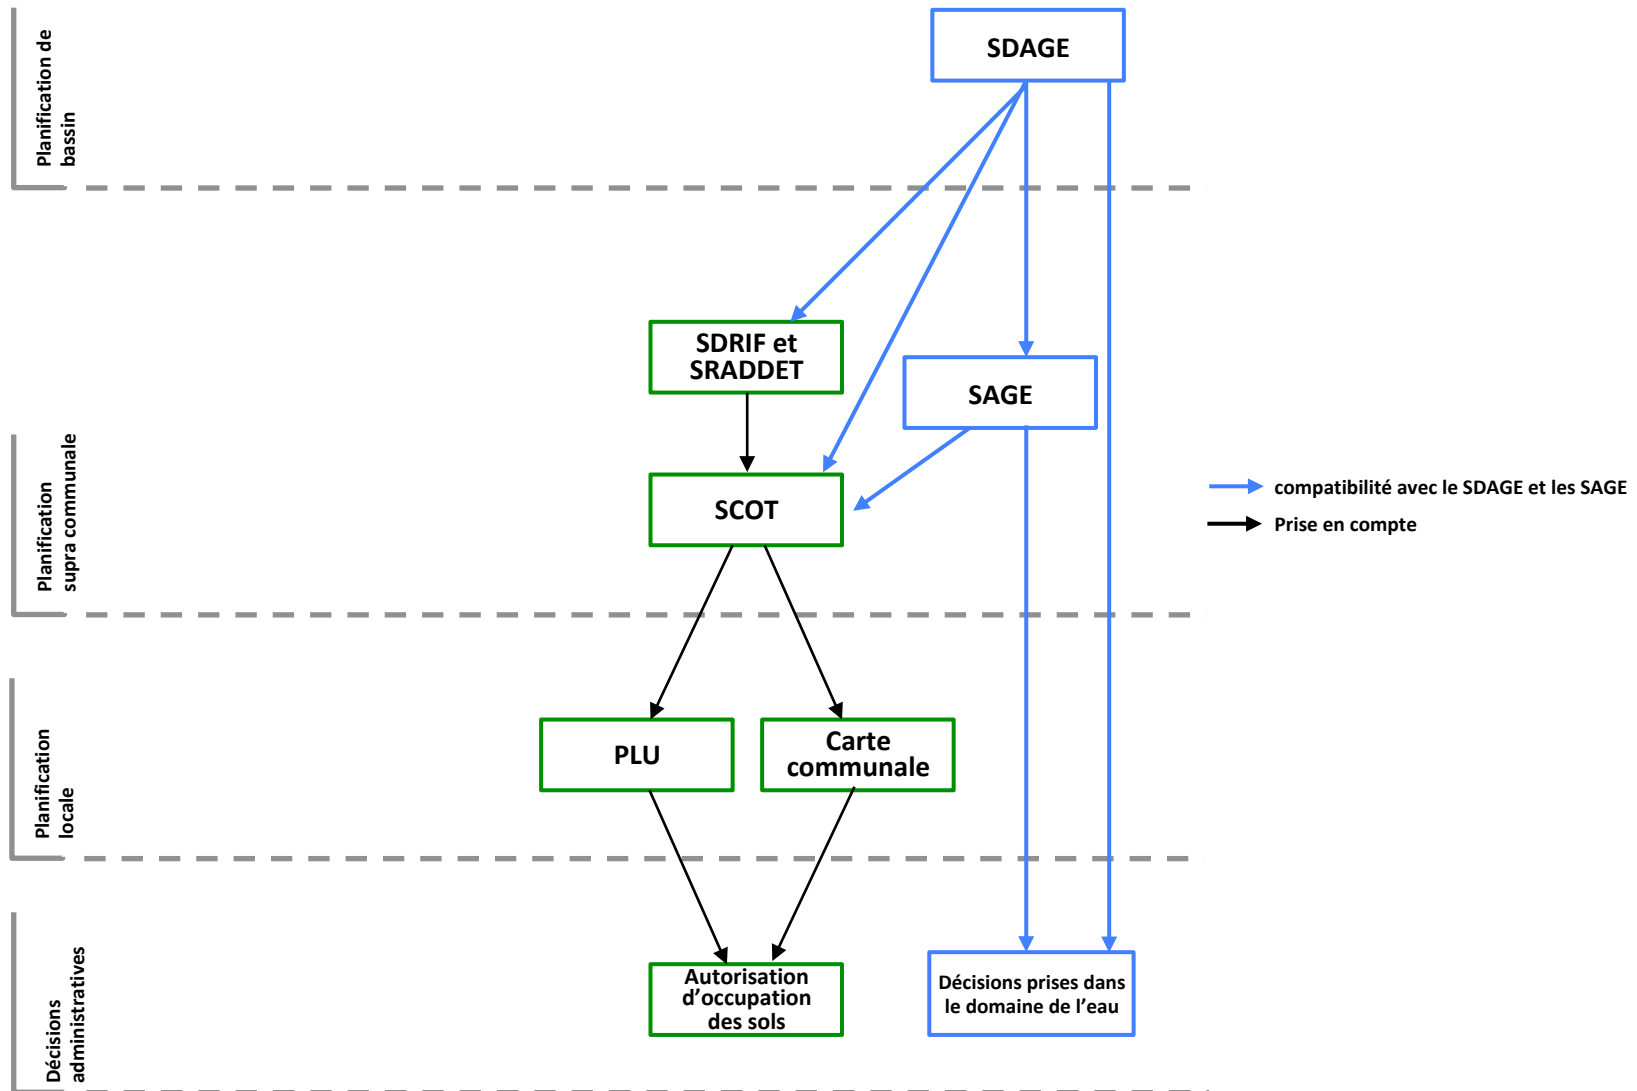 Planification de
bassin
SDAGE
SDRIF et
SRADDET
SAGE
Planification
supra communale
SCOT
compatibilité avec le SDAGE et les SAGE
Prise en compte
Planification
locale
PLU
Carte
communale
Décisions
administratives
Autorisation
d’occupation
des sols
Décisions prises dans
le domaine de l’eau